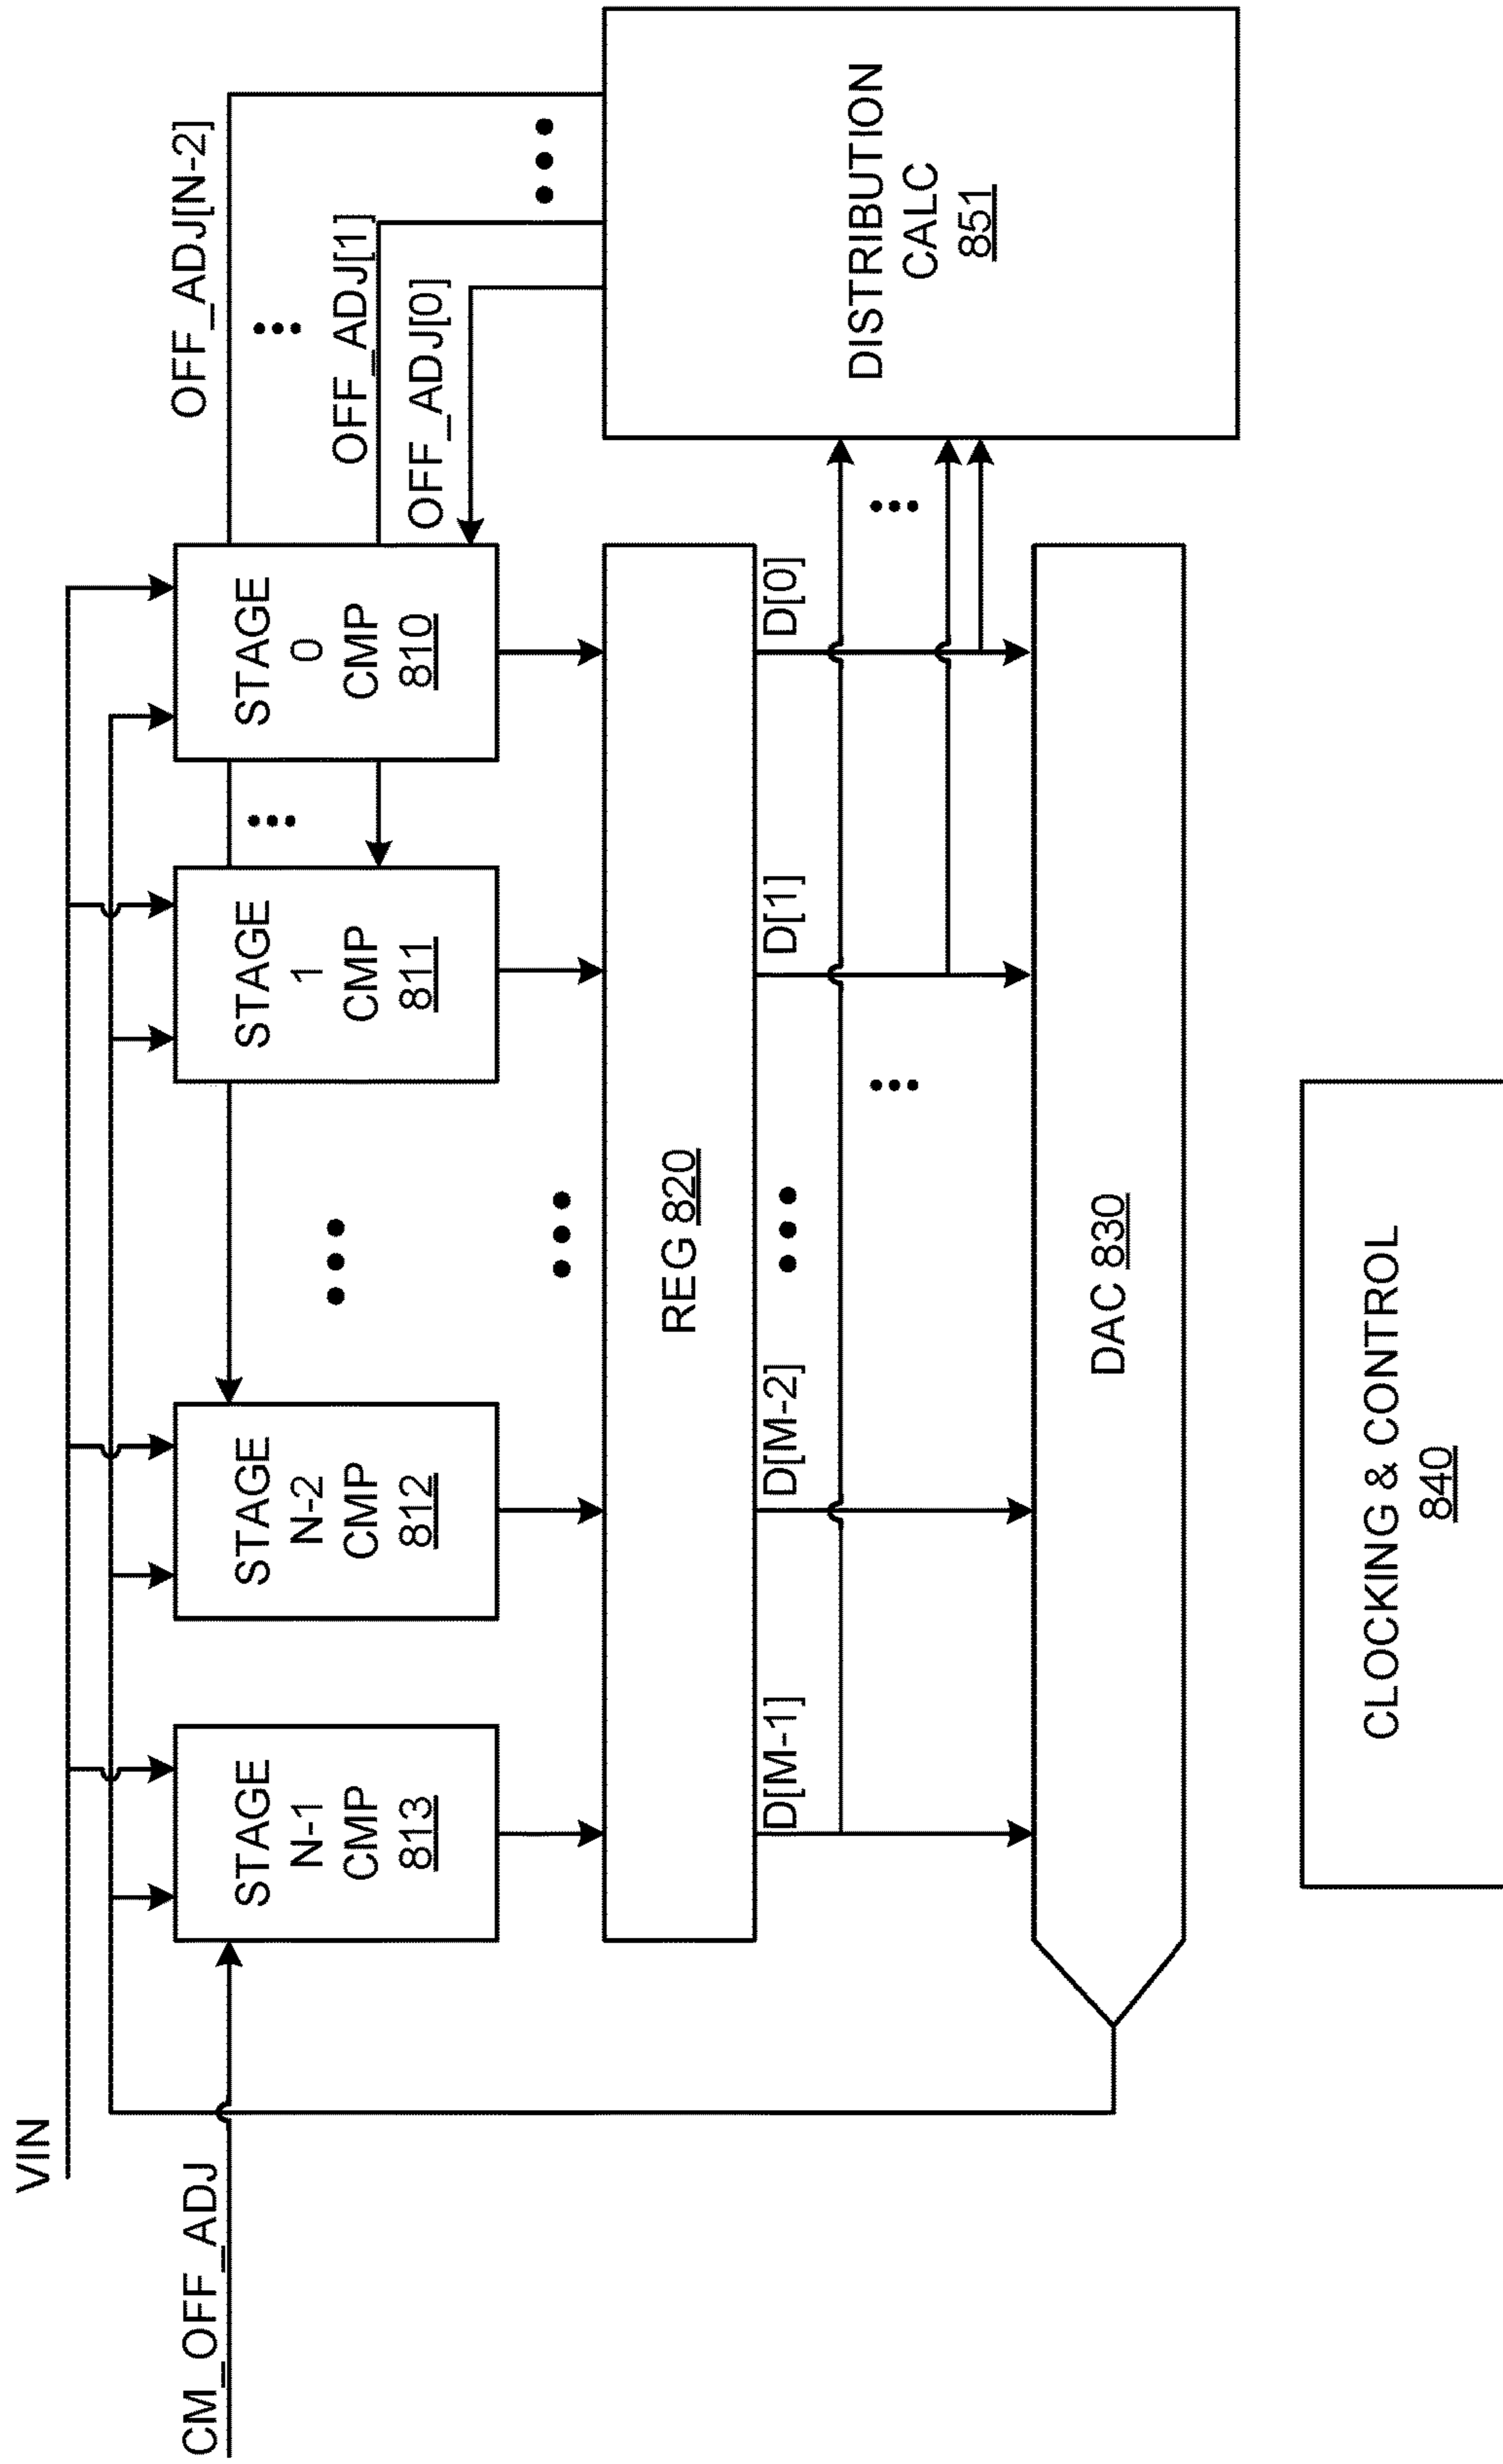 VIN
CM_OFF_ADJ
STAGE
N-1
CMP
813
STAGE
N-2
CMP
812
STAGE
1
CMP
811
STAGE
0
CMP
810
OFF_ADJ[N-2]
OFF_ADJ[1]
OFF_ADJ[0]
REG 820
D[M-1]
D[M-2]
D[1]
D[0]
DISTRIBUTION
CALC
851
DAC 830
CLOCKING & CONTROL
840